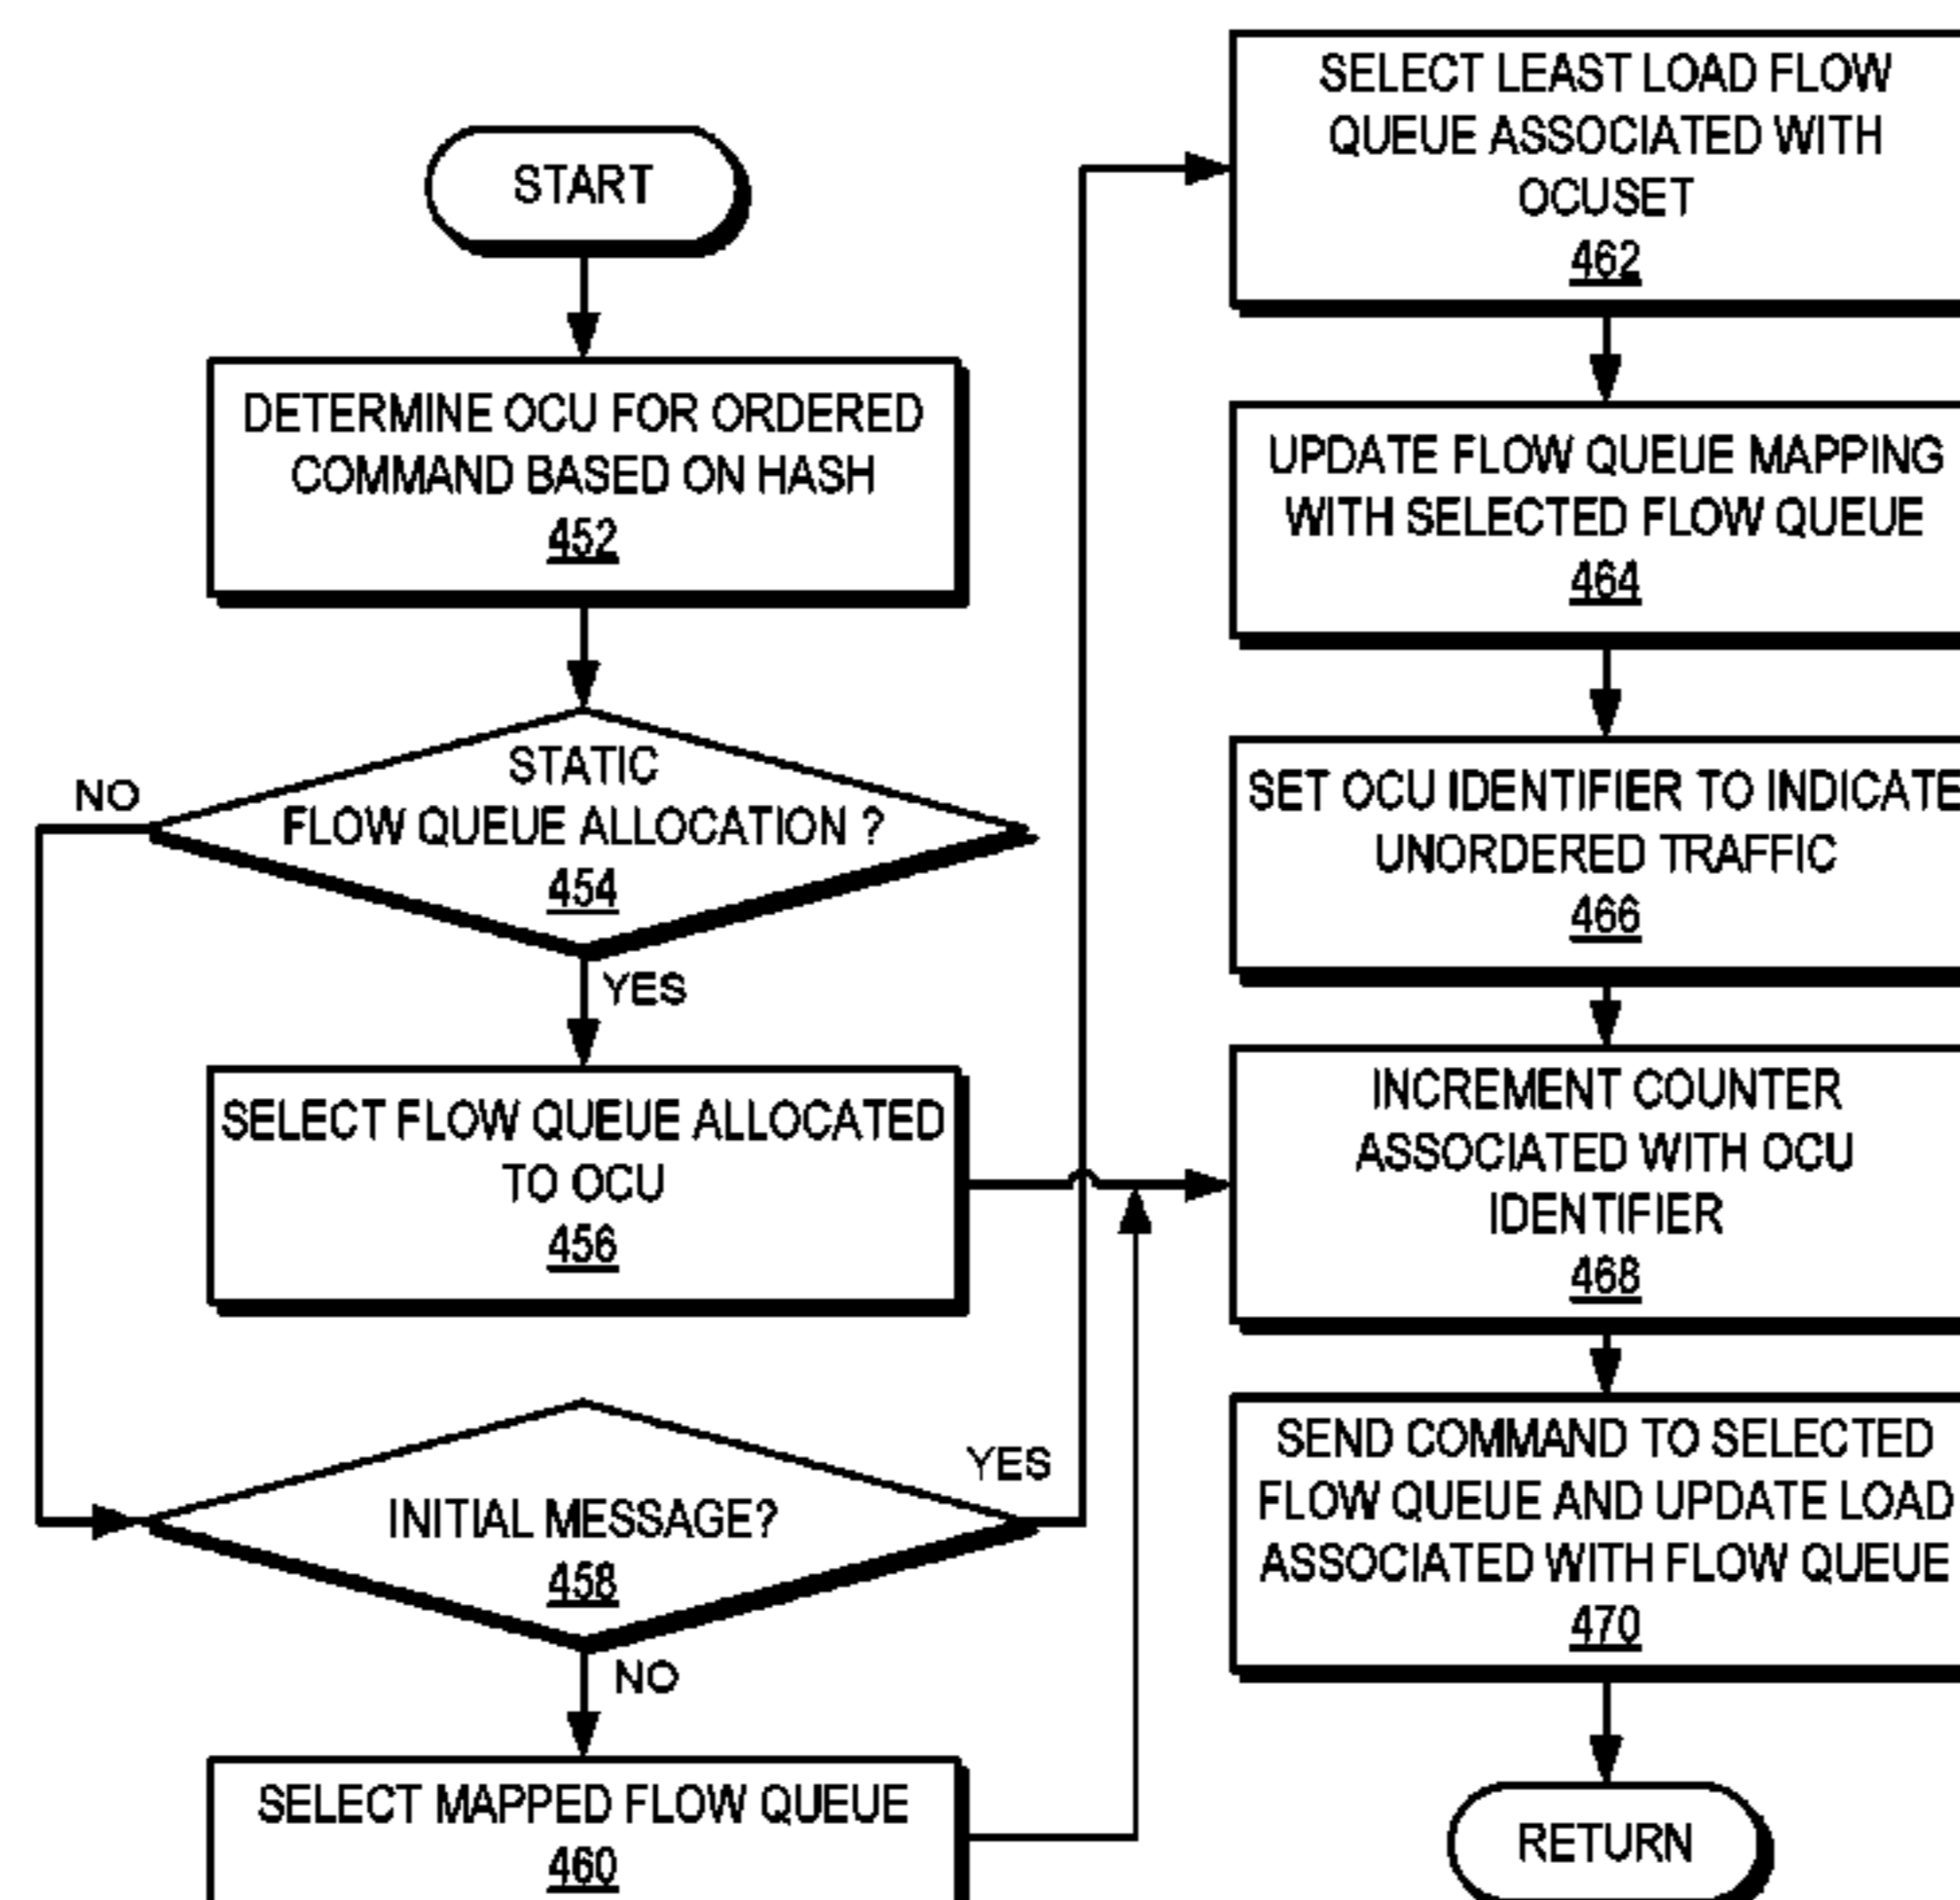 START
DETERMINE OCU FOR ORDERED
COMMAND BASED ON HASH
452
STATIC
FLOW QUEUE ALLOCATION ?
454
NO
YES
SELECT FLOW QUEUE ALLOCATED
TO OCU
456
INITIAL MESSAGE?
458
YES
NO
SELECT MAPPED FLOW QUEUE
460
SELECT LEAST LOAD FLOW
QUEUE ASSOCIATED WITH
OCUSET
462
UPDATE FLOW QUEUE MAPPING
WITH SELECTED FLOW QUEUE
464
SET OCU IDENTIFIER TO INDICATE
UNORDERED TRAFFIC
466
INCREMENT COUNTER
ASSOCIATED WITH OCU
IDENTIFIER
468
SEND COMMAND TO SELECTED
FLOW QUEUE AND UPDATE LOAD
ASSOCIATED WITH FLOW QUEUE
470
RETURN